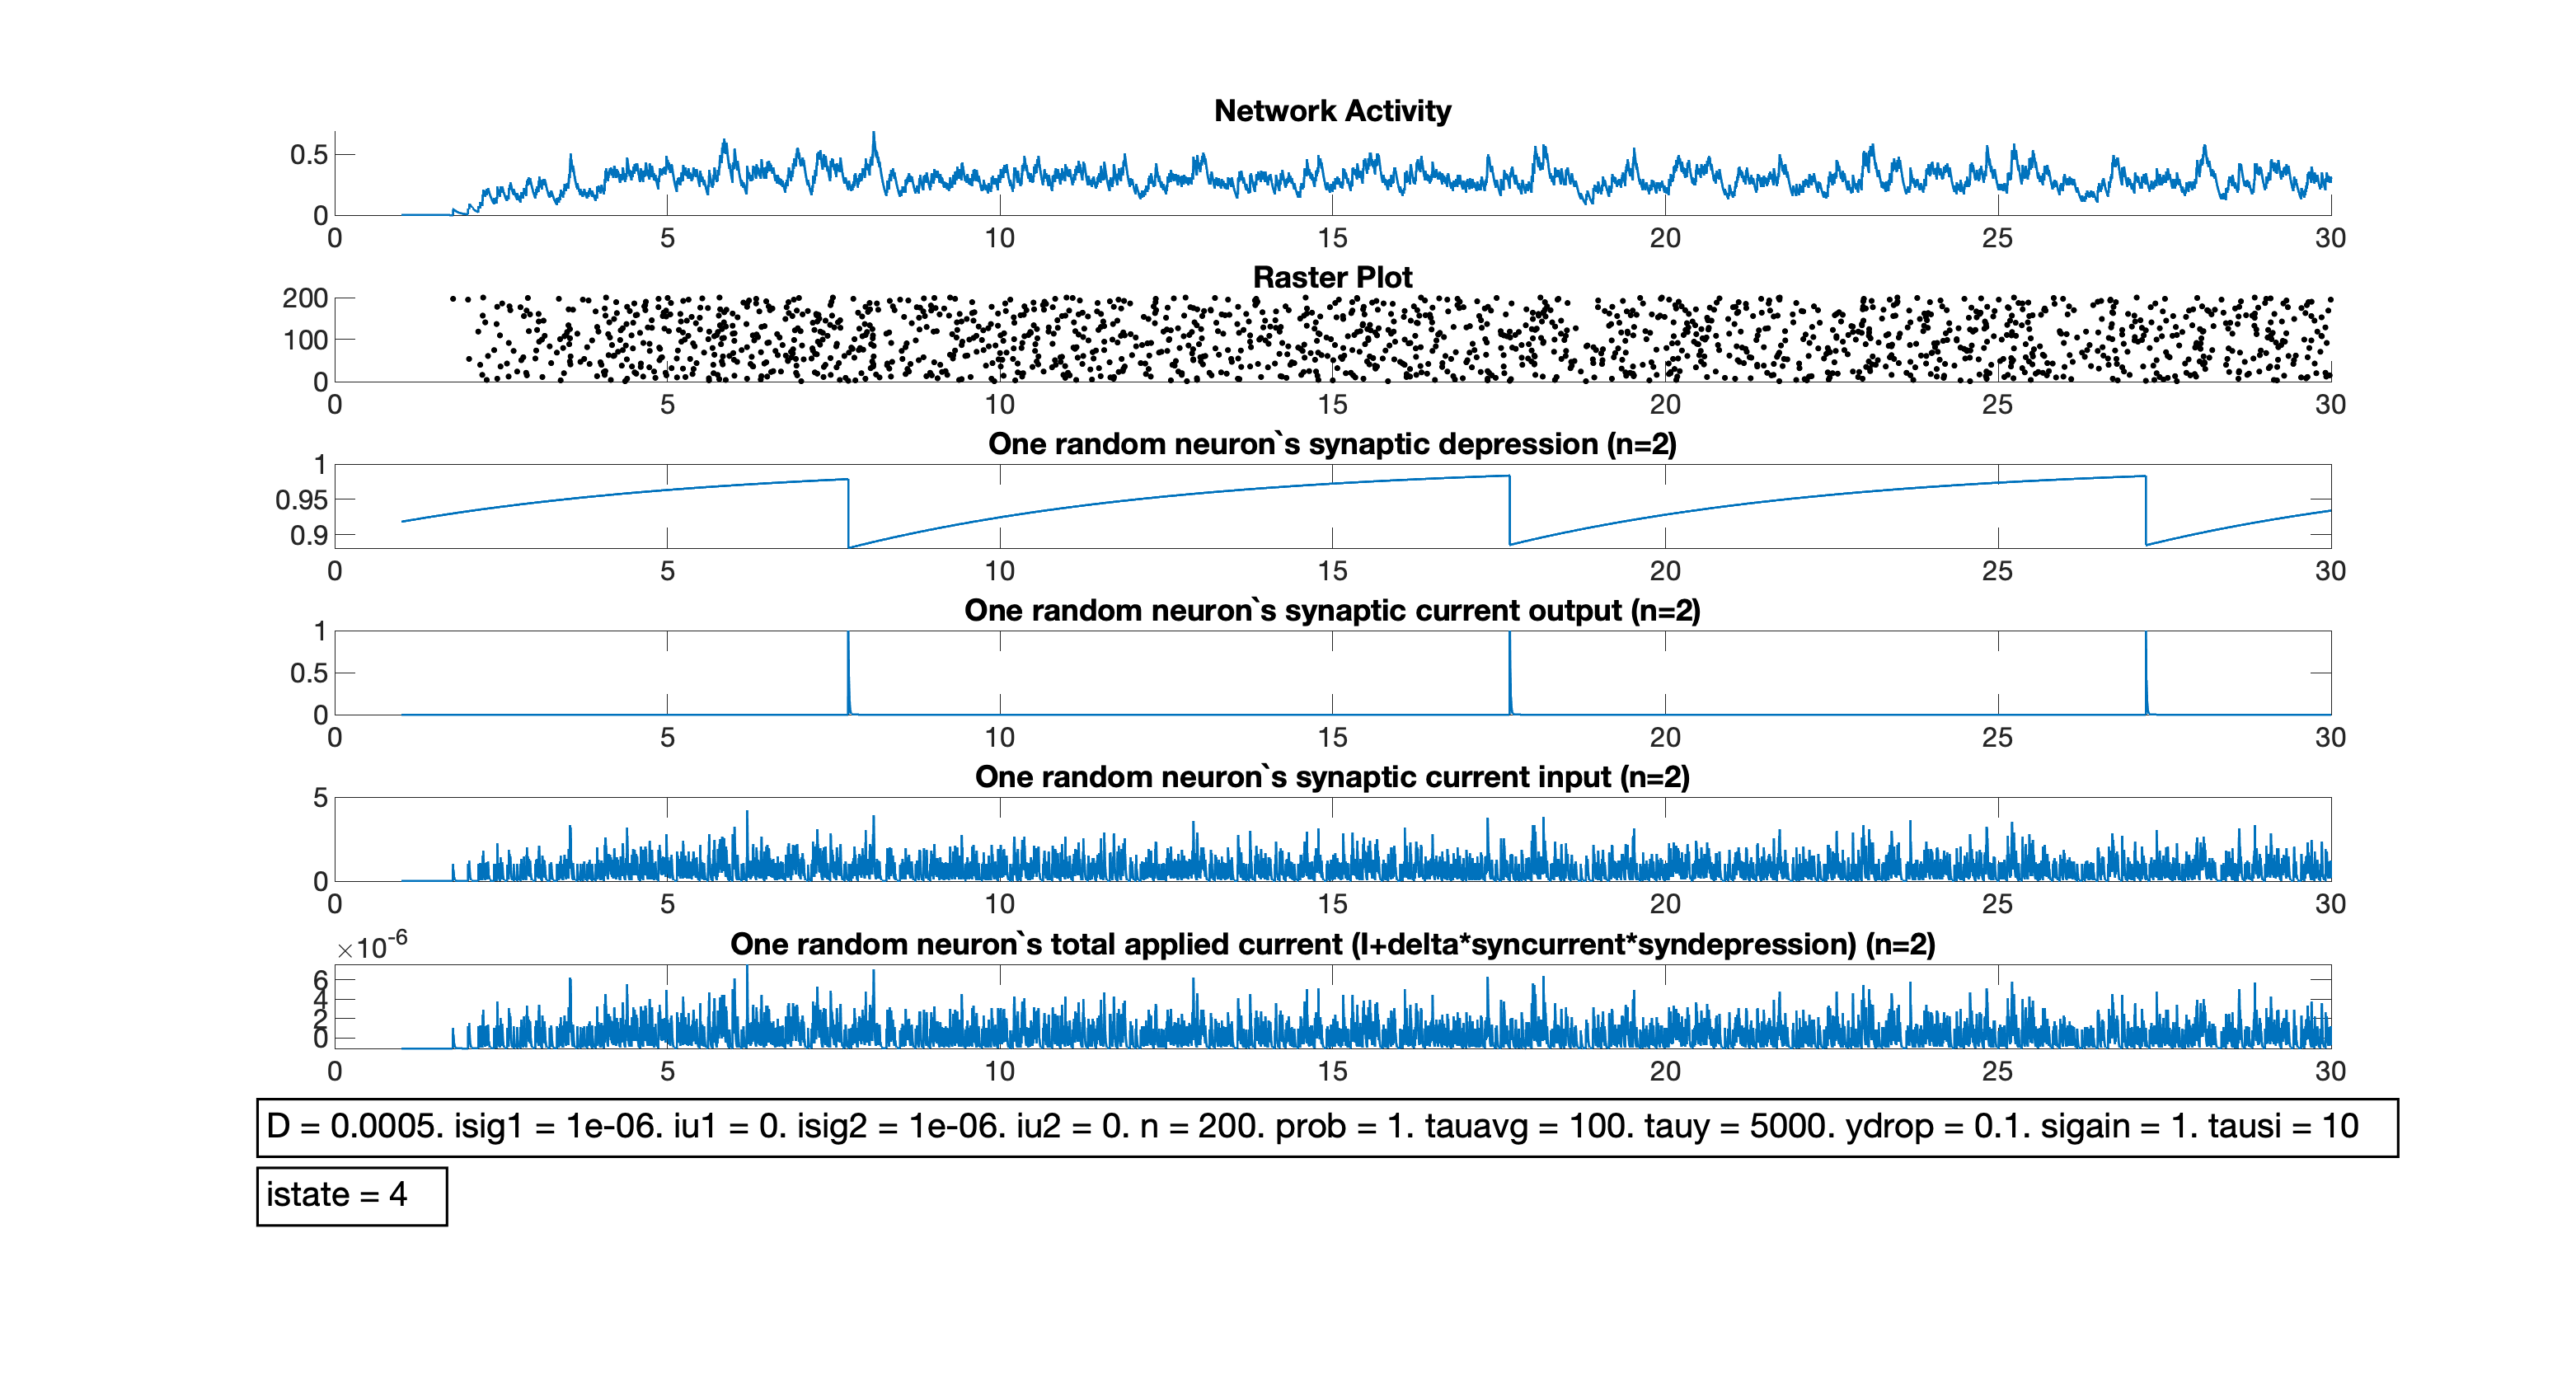 Network Activity
0.5
0
0 5 10 15 20 25 30
Raster Plot
200
100
0
0 5 10 15 20 25 30
One random neuron`s synaptic depression (n=2)
1
0.95
0.9
0 5 10 15 20 25 30
One random neuron`s synaptic current output (n=2)
1
0.5
0
0 5 10 15 20 25 30
One random neuron`s synaptic current input (n=2)
5
0
0 5 10 15 20 25 30
×10-6
One random neuron`s total applied current (I+delta*syncurrent*syndepression) (n=2)
6
4
2
0
0 5 10 15 20 25 30
D = 0.0005. isig1 = 1e-06. iu1 = 0. isig2 = 1e-06. iu2 = 0. n = 200. prob = 1. tauavg = 100. tauy = 5000. ydrop = 0.1. sigain = 1. tausi = 10
istate = 4